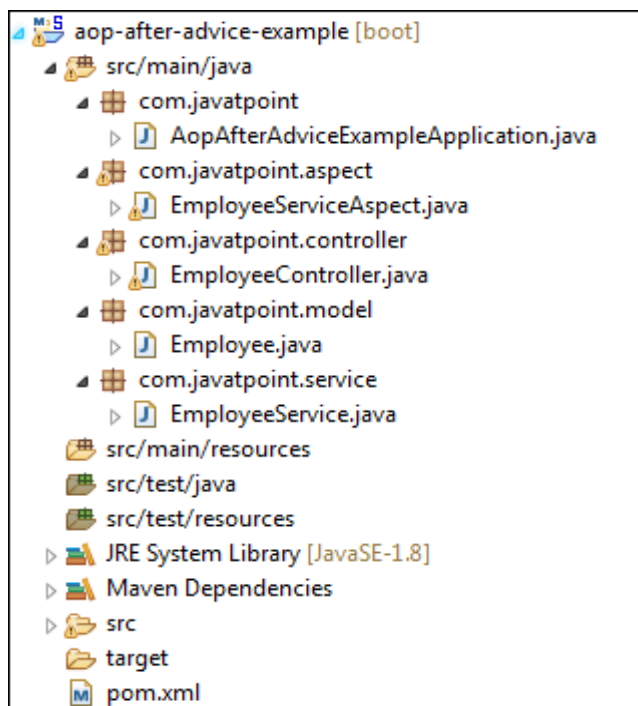 aop-after-advice-example [boot]
src/main/java
com.javatpoint
AopAfterAdviceExampleApplication.java
com.javatpoint.aspect
EmployeeServiceAspect.java
com.javatpoint.controller
EmployeeController.java
com.javatpoint.model
Employee.java
com.javatpoint.service
EmployeeService.java
src/main/resources
src/test/java
src/test/resources
JRE System Library [JavaSE-1.8]
Maven Dependencies
src
target
pom.xml